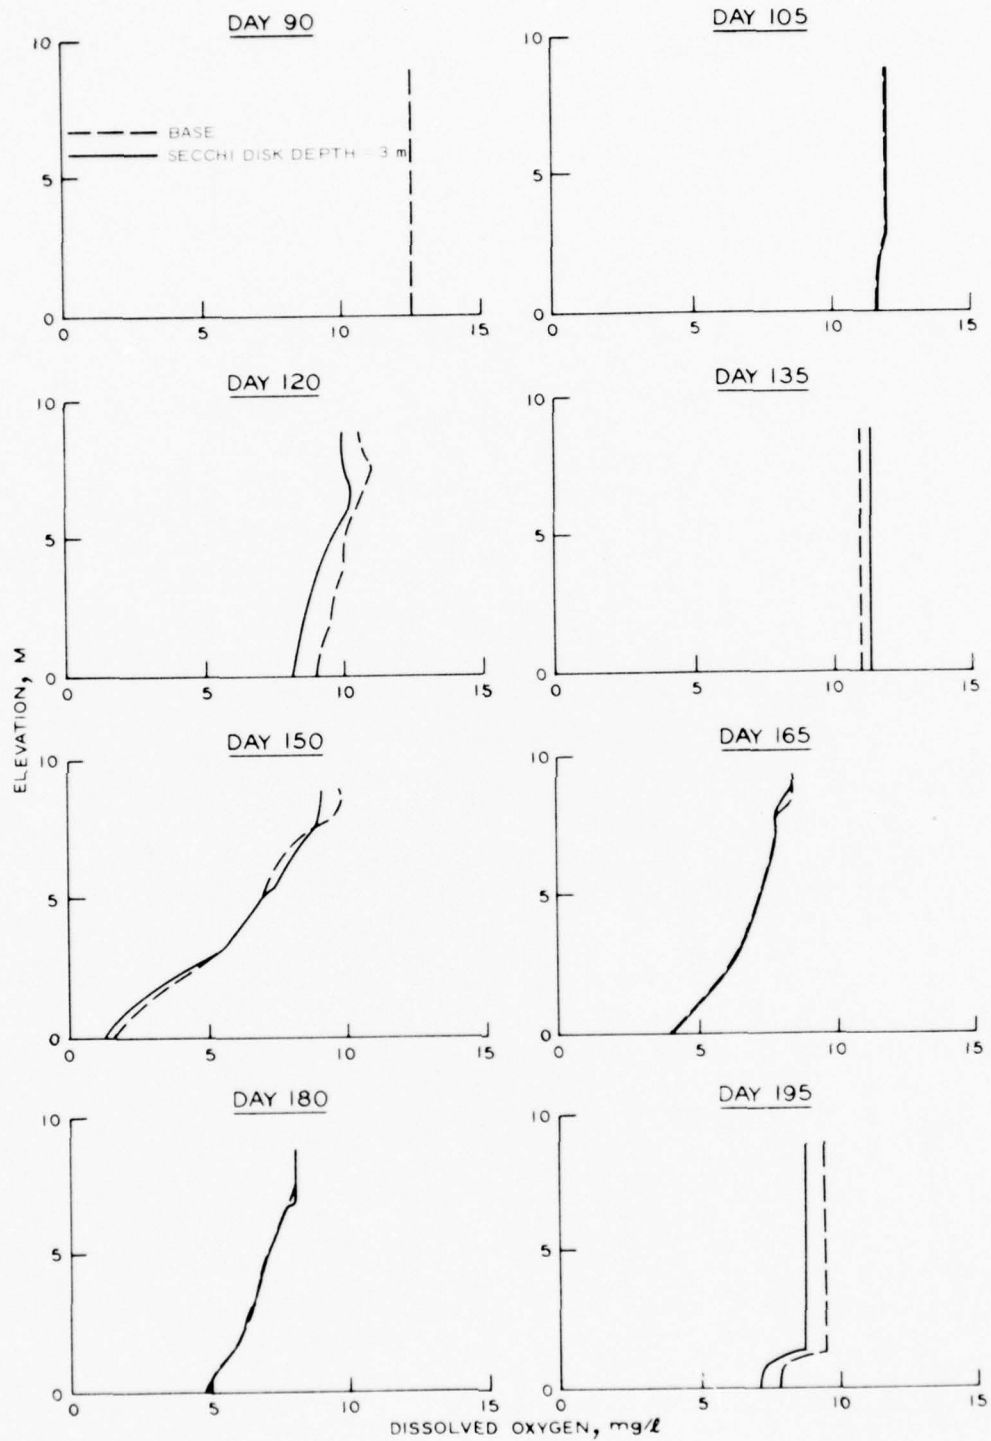 DAY 90
10
5
0
0 5 10 15
BASE
SECCHI DISK DEPTH = 3 m
DAY 105
10
5
0
0 5 10 15
DAY 120
10
5
0
0 5 10 15
DAY 135
10
5
0
0 5 10 15
ELEVATION, M
DAY 150
10
5
0
0 5 10 15
DAY 165
10
5
0
0 5 10 15
DAY 180
10
5
0
0 5 10 15
DAY 195
10
5
0
0 5 10 15
DISSOLVED OXYGEN, mg/ℓ